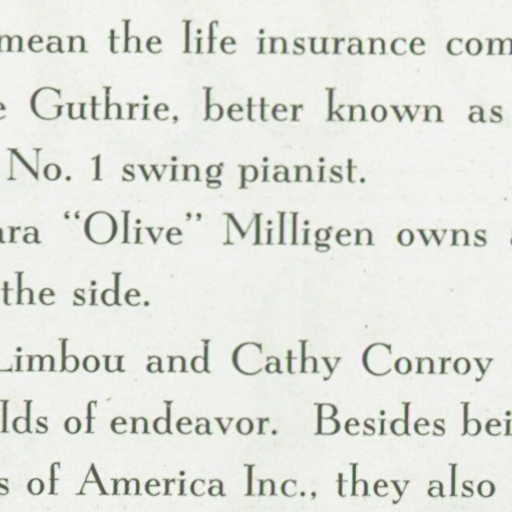 mean the life insurance com
e Guthrie, better known as
No. 1 swing pianist.
ara “Olive” Milligen owns
the side.
Limbou and Cathy Conroy
lds of endeavor. Besides bei
s of America Inc., they also